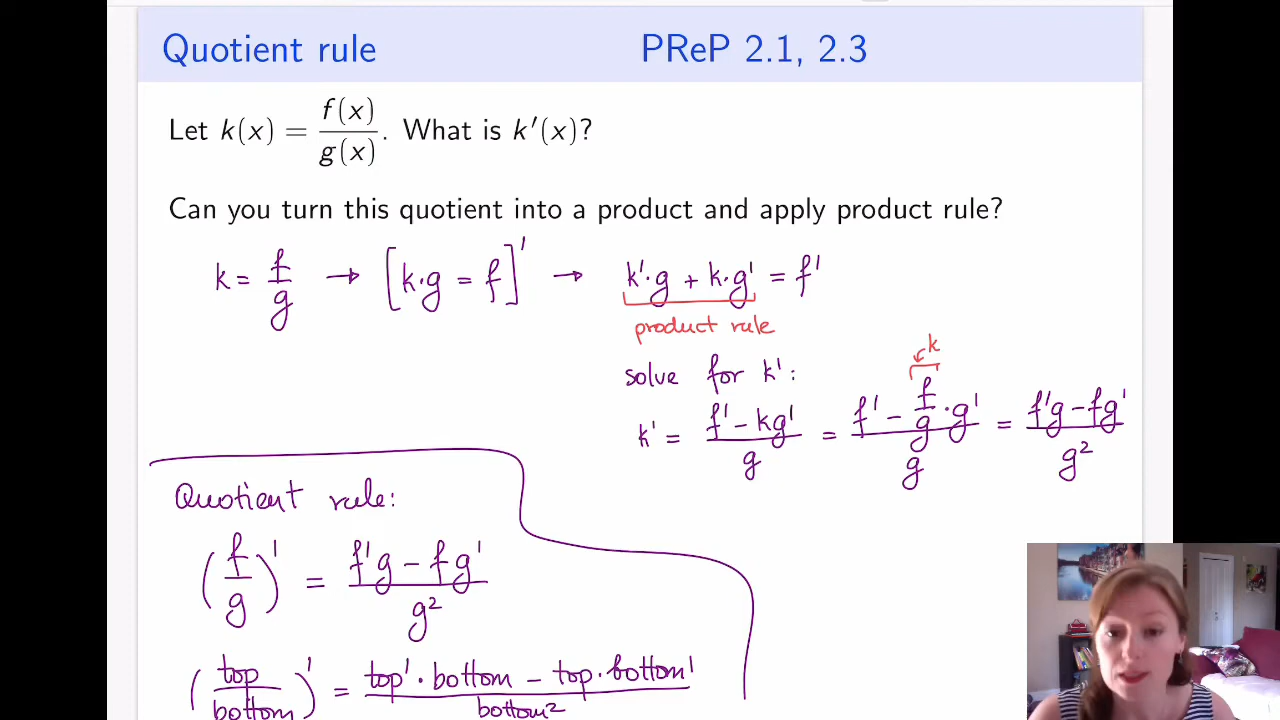 Quotient rule PReP 2.1, 2.3
Let k(x) = f(x)/g(x). What is k′(x)?
Can you turn this quotient into a product and apply product rule?
k = f/g → [k·g = f]′ → k′·g + k·g′ = f′
product rule
solve for k′:
k
k′ = (f′ − kg′)/g = (f′ − f/g · g′)/g = (f′g − fg′)/g²
Quotient rule:
(f/g)′ = (f′g − fg′)/g²
(top/bottom)′ = (top′ · bottom − top · bottom′)/bottom²